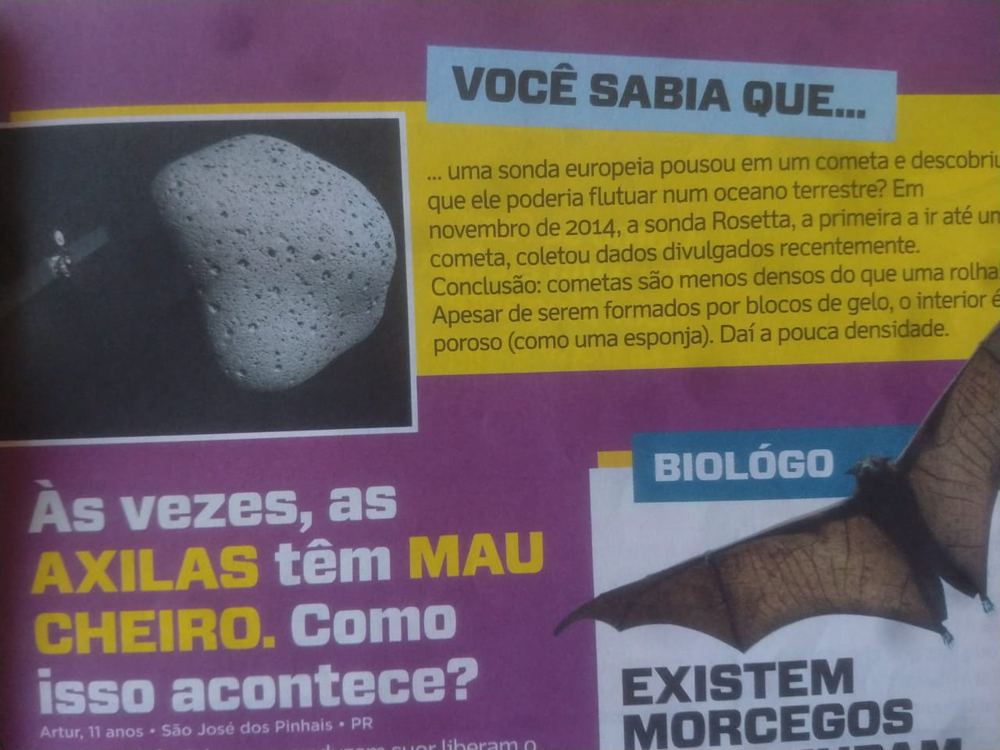 VOCÊ SABIA QUE...
... uma sonda europeia pousou em um cometa e descobriu
que ele poderia flutuar num oceano terrestre? Em
novembro de 2014, a sonda Rosetta, a primeira a ir até
cometa, coletou dados divulgados recentemente.
Conclusão: cometas são menos densos do que uma rolha
Apesar de serem formados por blocos de gelo, o interior é
poroso (como uma esponja). Daí a pouca densidade.
Às vezes, as
AXILAS têm MAU
CHEIRO. Como
isso acontece?
Artur, 11 anos • São José dos Pinhais • PR
suor liberam o
BIOLÓGO
EXISTEM
MORCEGOS